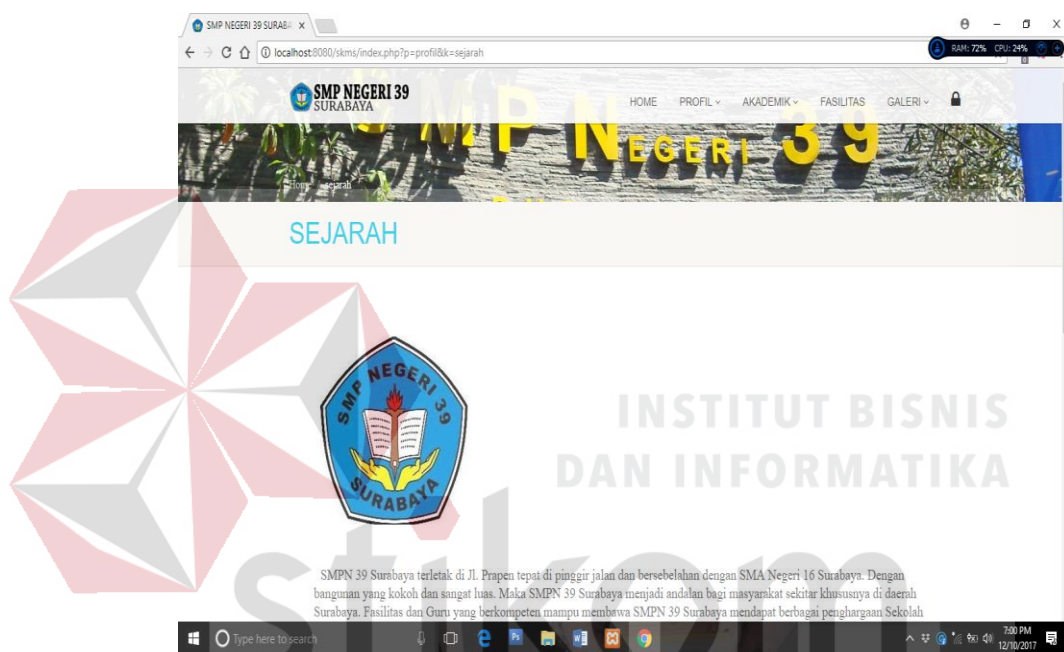 SMP NEGERI 39 SURABA
localhost:8080/skms/index.php?p=profil&k=sejarah
RAM: 72% CPU: 24%
SMP NEGERI 39
SURABAYA
HOME PROFIL AKADEMIK FASILITAS GALERI
SMP NEGERI 39
Home sejarah
SEJARAH
SMP NEGERI 39
SURABAYA
INSTITUT BISNIS
DAN INFORMATIKA
stikom
SMPN 39 Surabaya terletak di Jl. Prapen tepat di pinggir jalan dan bersebelahan dengan SMA Negeri 16 Surabaya. Dengan
bangunan yang kokoh dan sangat luas. Maka SMPN 39 Surabaya menjadi andalan bagi masyarakat sekitar khususnya di daerah
Surabaya. Fasilitas dan Guru yang berkompeten mampu membawa SMPN 39 Surabaya mendapat berbagai penghargaan Sekolah
Type here to search
7:00 PM
12/10/2017